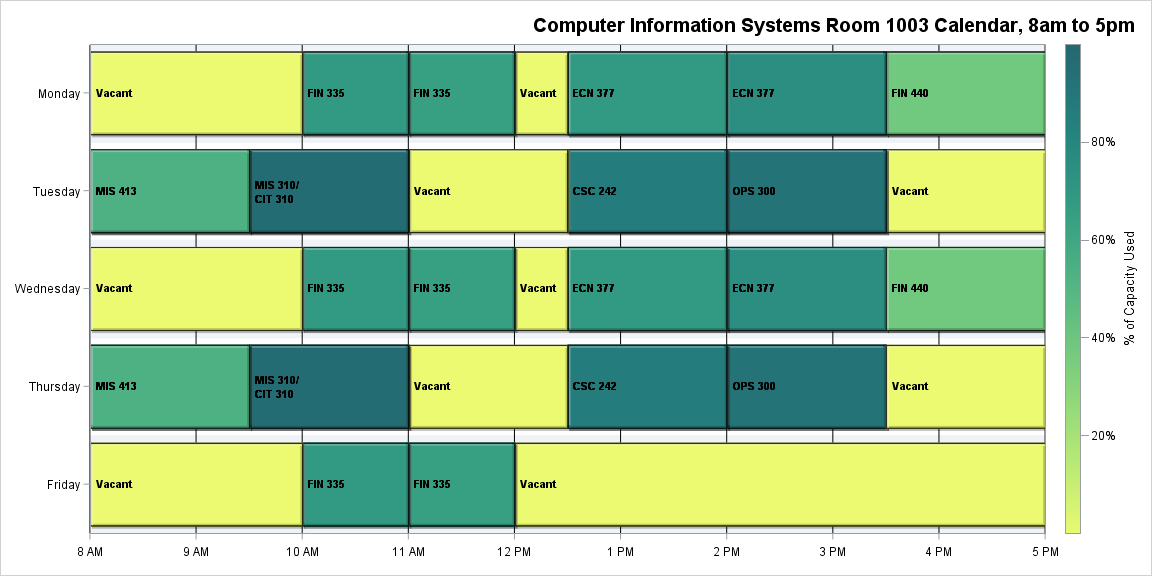 Computer Information Systems Room 1003 Calendar, 8am to 5pm
Monday
Vacant
FIN 335
FIN 335
Vacant
ECN 377
ECN 377
FIN 440
Tuesday
MIS 413
MIS 310/
CIT 310
Vacant
CSC 242
OPS 300
Vacant
Wednesday
Vacant
FIN 335
FIN 335
Vacant
ECN 377
ECN 377
FIN 440
Thursday
MIS 413
MIS 310/
CIT 310
Vacant
CSC 242
OPS 300
Vacant
Friday
Vacant
FIN 335
FIN 335
Vacant
8 AM
9 AM
10 AM
11 AM
12 PM
1 PM
2 PM
3 PM
4 PM
5 PM
80%
60%
40%
20%
% of Capacity Used